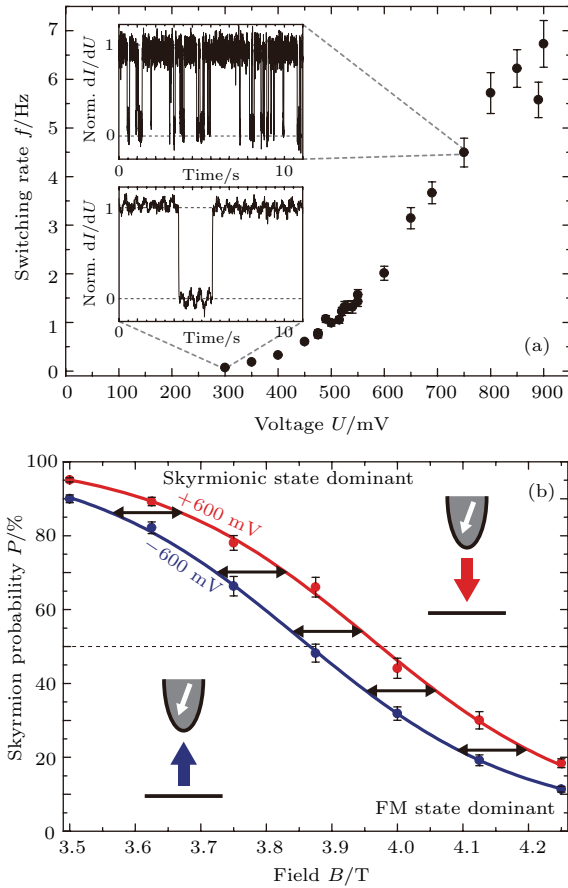 (a)
Switching rate f/Hz
7
6
5
4
3
2
1
0
Norm. dI/dU
1
0
0
10
Time/s
Norm. dI/dU
1
0
0
10
Time/s
0 100 200 300 400 500 600 700 800 900
Voltage U/mV
(b)
Skyrmion probability P/%
100
80
60
40
20
0
Skyrmionic state dominant
+600 mV
−600 mV
FM state dominant
3.5 3.6 3.7 3.8 3.9 4.0 4.1 4.2
Field B/T